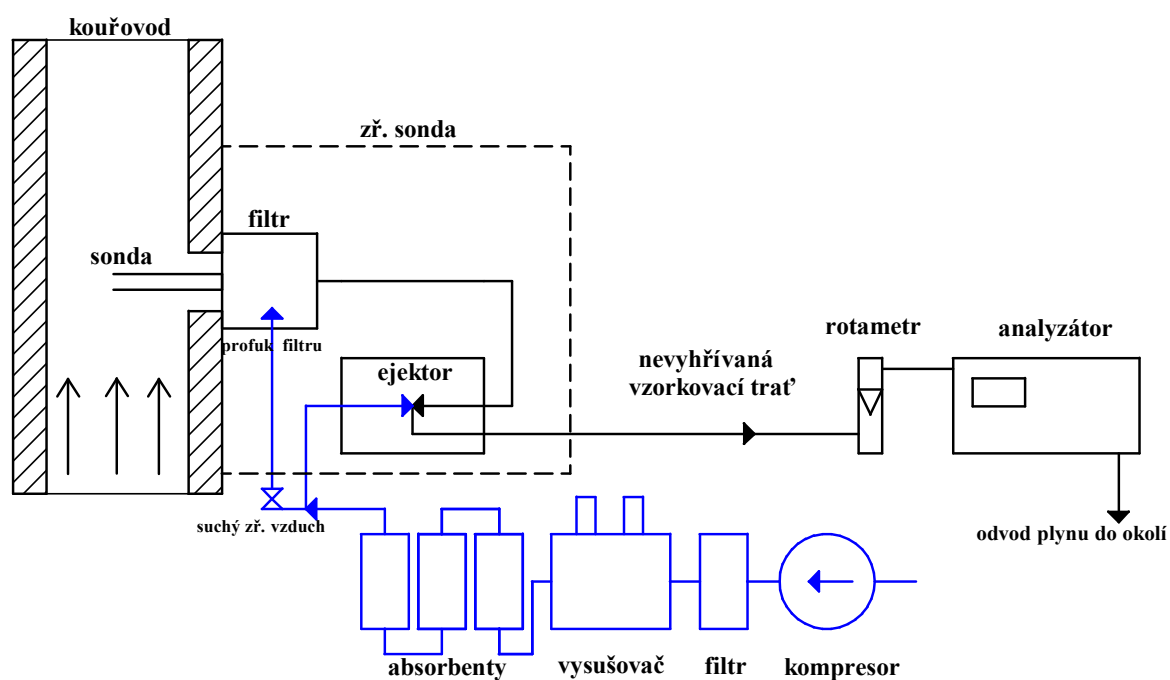 kouřovod
zř. sonda
filtr
sonda
profuk filtru
ejektor
nevyhřívaná
vzorkovací trať
rotametr
analyzátor
suchý zř. vzduch
odvod plynu do okolí
absorbenty
vysušovač
filtr
kompresor